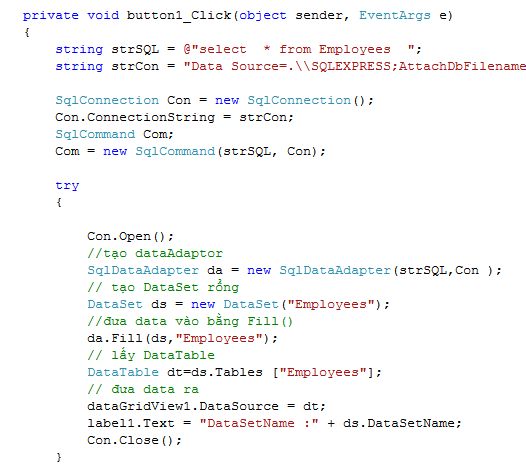 private void button1_Click(object sender, EventArgs e)
{
string strSQL = @"select  * from Employees  ";
string strCon = "Data Source=.\\SQLEXPRESS;AttachDbFilename
SqlConnection Con = new SqlConnection();
Con.ConnectionString = strCon;
SqlCommand Com;
Com = new SqlCommand(strSQL, Con);
try
{
Con.Open();
//tạo dataAdaptor
SqlDataAdapter da = new SqlDataAdapter(strSQL,Con );
// tạo DataSet rổng
DataSet ds = new DataSet("Employees");
//đưa data vào bằng Fill()
da.Fill(ds,"Employees");
// lấy DataTable
DataTable dt=ds.Tables ["Employees"];
// đưa data ra
dataGridView1.DataSource = dt;
label1.Text = "DataSetName :" + ds.DataSetName;
Con.Close();
}